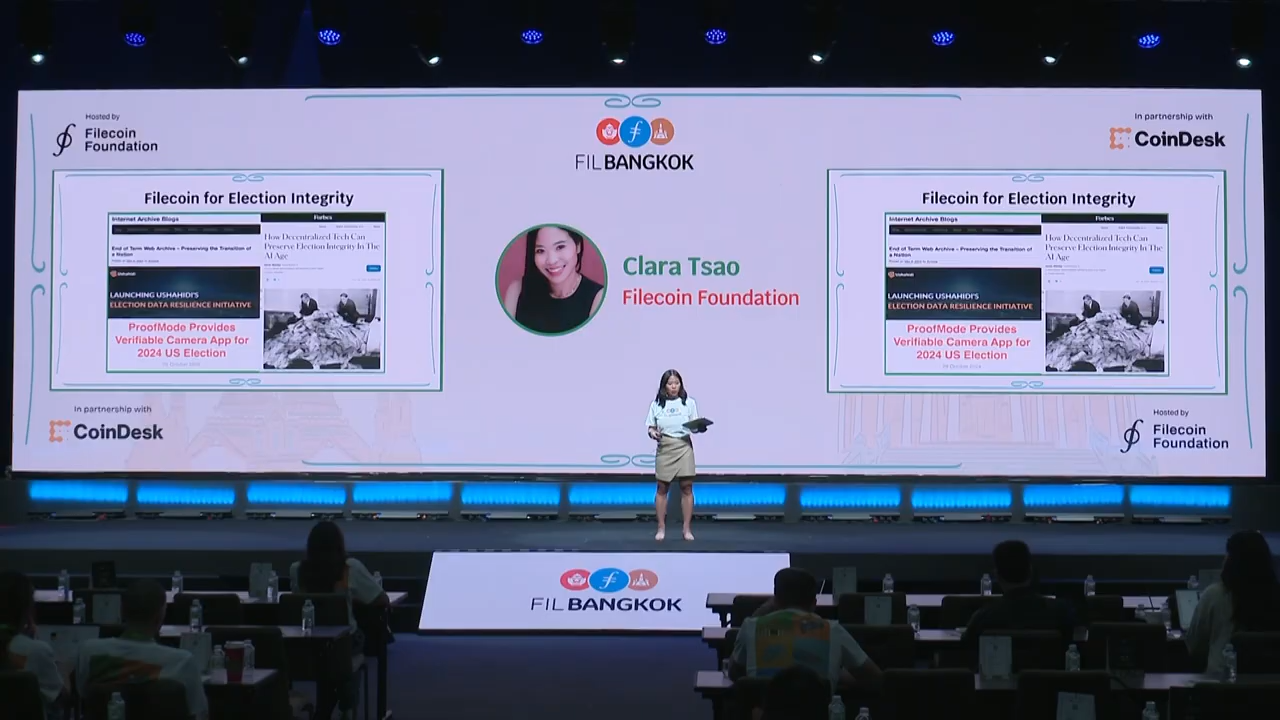 Hosted by
Filecoin
Foundation
FILBANGKOK
In partnership with
CoinDesk
Filecoin for Election Integrity
Internet Archive Blogs
End of Term Web Archive – Preserving the Transition of
a Nation
Ushahidi
LAUNCHING USHAHIDI'S
ELECTION DATA RESILIENCE INITIATIVE
ProofMode Provides
Verifiable Camera App for
2024 US Election
Forbes
How Decentralized Tech Can
Preserve Election Integrity In The
AI Age
Clara Tsao
Filecoin Foundation
Filecoin for Election Integrity
Internet Archive Blogs
End of Term Web Archive – Preserving the Transition of
a Nation
Ushahidi
LAUNCHING USHAHIDI'S
ELECTION DATA RESILIENCE INITIATIVE
ProofMode Provides
Verifiable Camera App for
2024 US Election
Forbes
How Decentralized Tech Can
Preserve Election Integrity In The
AI Age
In partnership with
CoinDesk
Hosted by
Filecoin
Foundation
FILBANGKOK